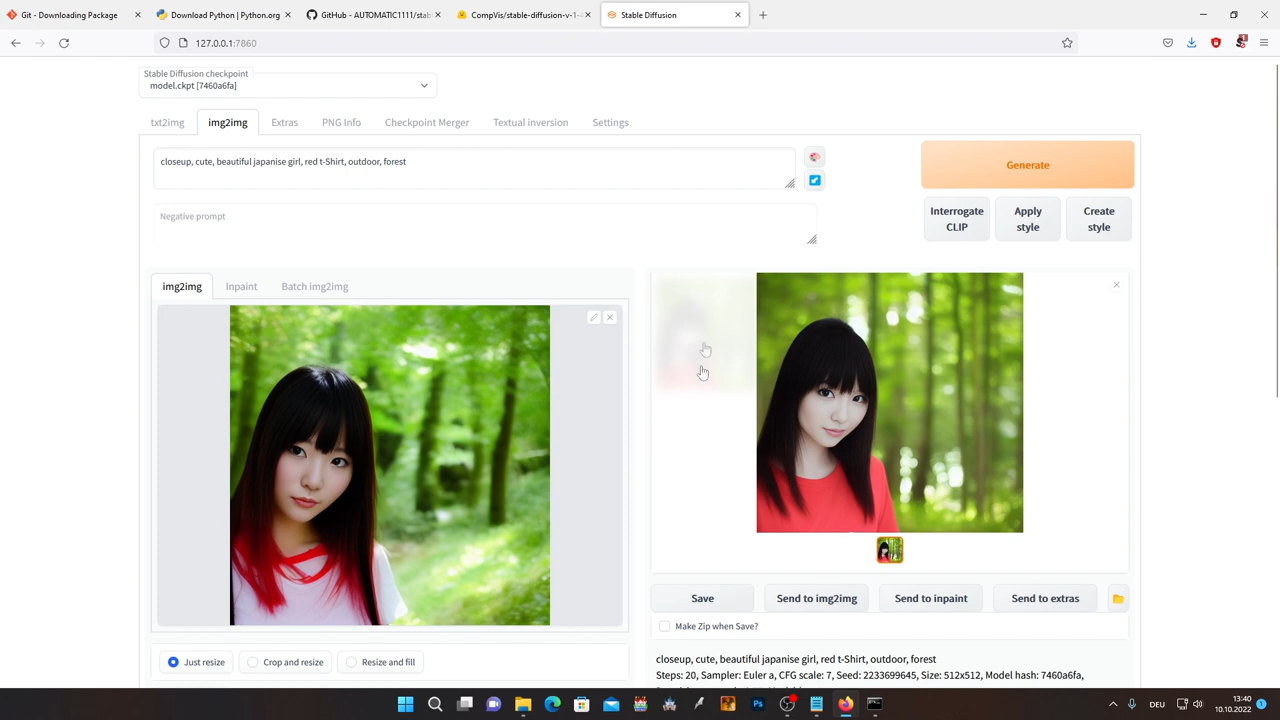 Git - Downloading Package
Download Python | Python.org
GitHub - AUTOMATIC1111/stab
CompVis/stable-diffusion-v-1-4
Stable Diffusion
127.0.0.1:7860
Stable Diffusion checkpoint
model.ckpt [7460a6fa]
txt2img
img2img
Extras
PNG Info
Checkpoint Merger
Textual inversion
Settings
closeup, cute, beautiful japanise girl, red t-Shirt, outdoor, forest
Generate
Negative prompt
Interrogate
CLIP
Apply
style
Create
style
img2img
Inpaint
Batch img2img
Save
Send to img2img
Send to inpaint
Send to extras
Make Zip when Save?
Just resize
Crop and resize
Resize and fill
closeup, cute, beautiful japanise girl, red t-Shirt, outdoor, forest
Steps: 20, Sampler: Euler a, CFG scale: 7, Seed: 2233699645, Size: 512x512, Model hash: 7460a6fa,
DEU
13:40
10.10.2022